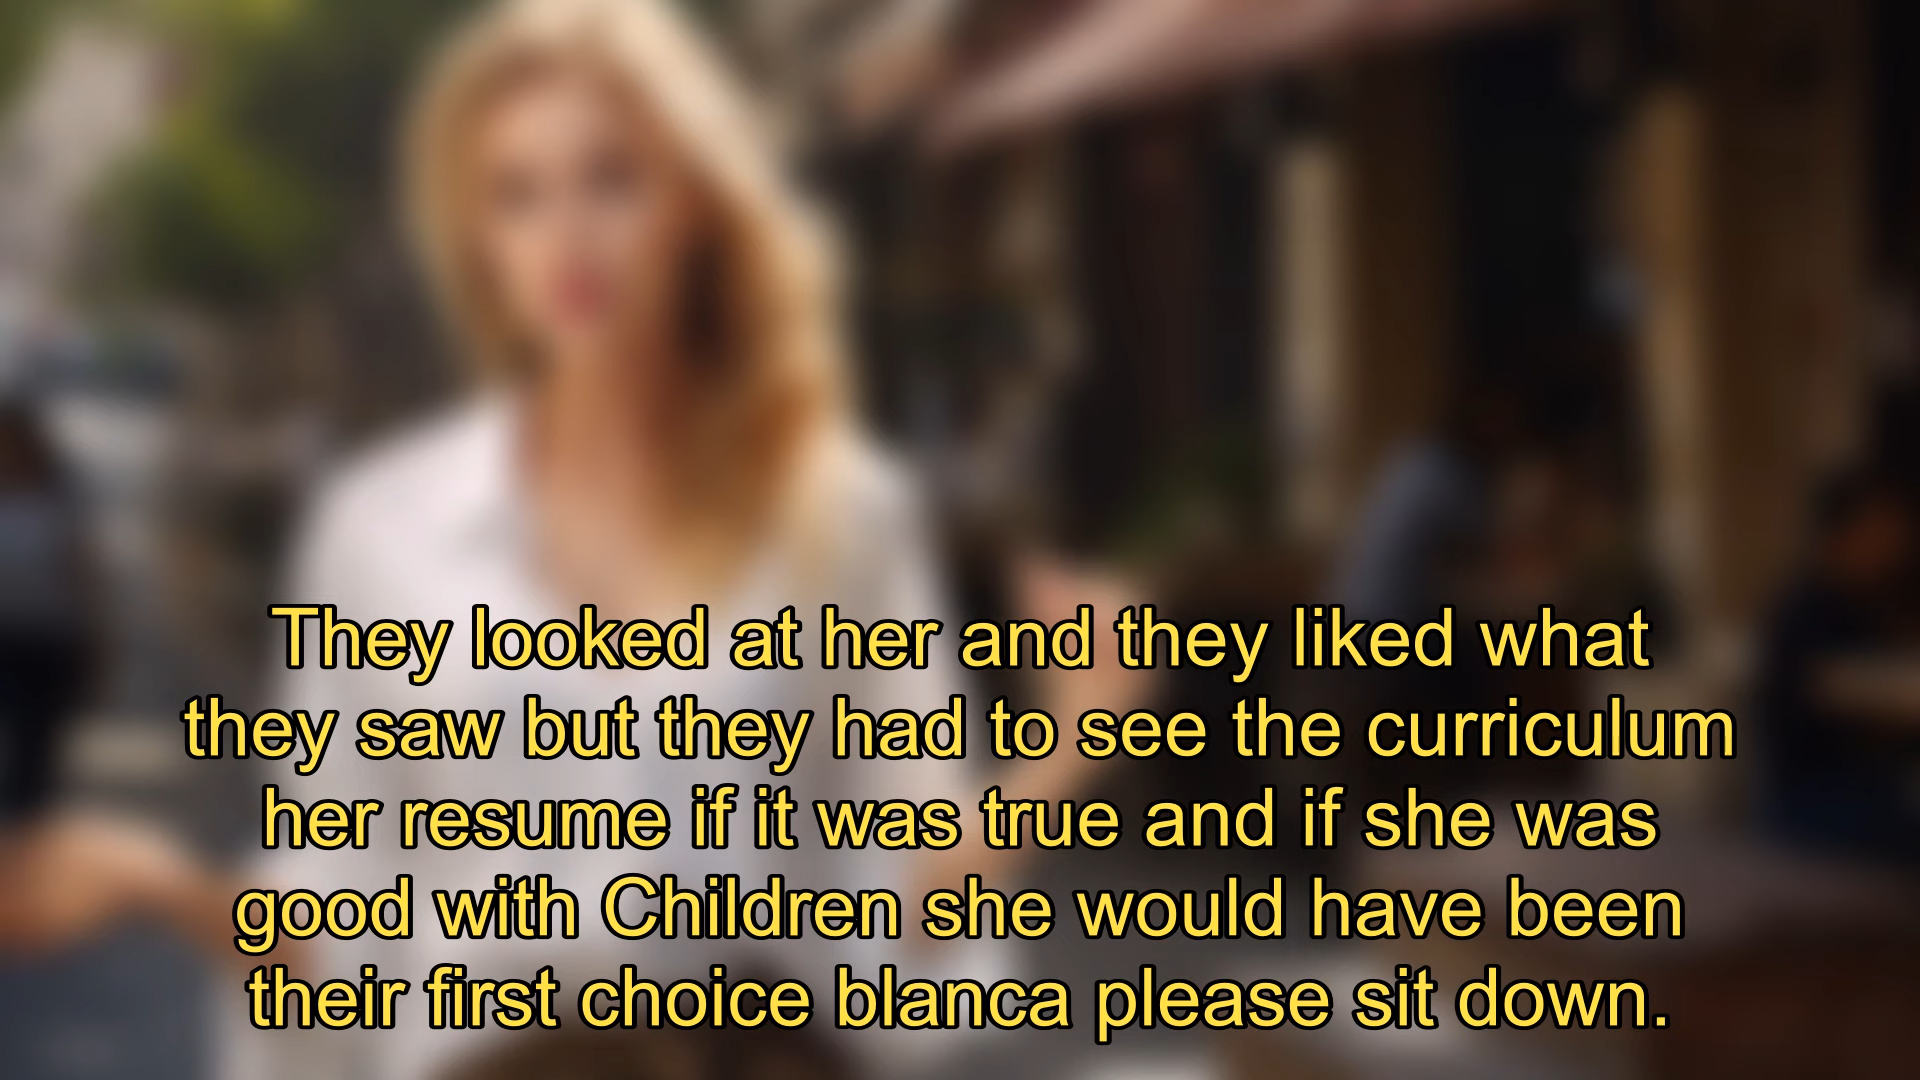 They looked at her and they liked what
they saw but they had to see the curriculum
her resume if it was true and if she was
good with Children she would have been
their first choice blanca please sit down.